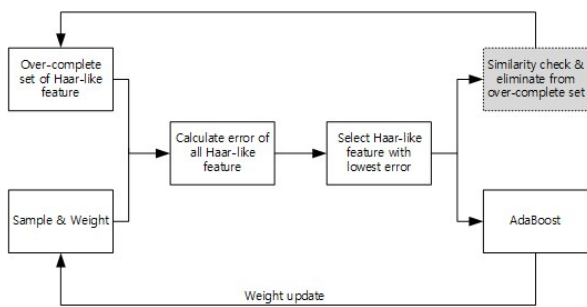 Over-complete
set of Haar-like
feature
Similarity check &
eliminate from
over-complete set
Calculate error of
all Haar-like
feature
Select Haar-like
feature with
lowest error
Sample & Weight
AdaBoost
Weight update